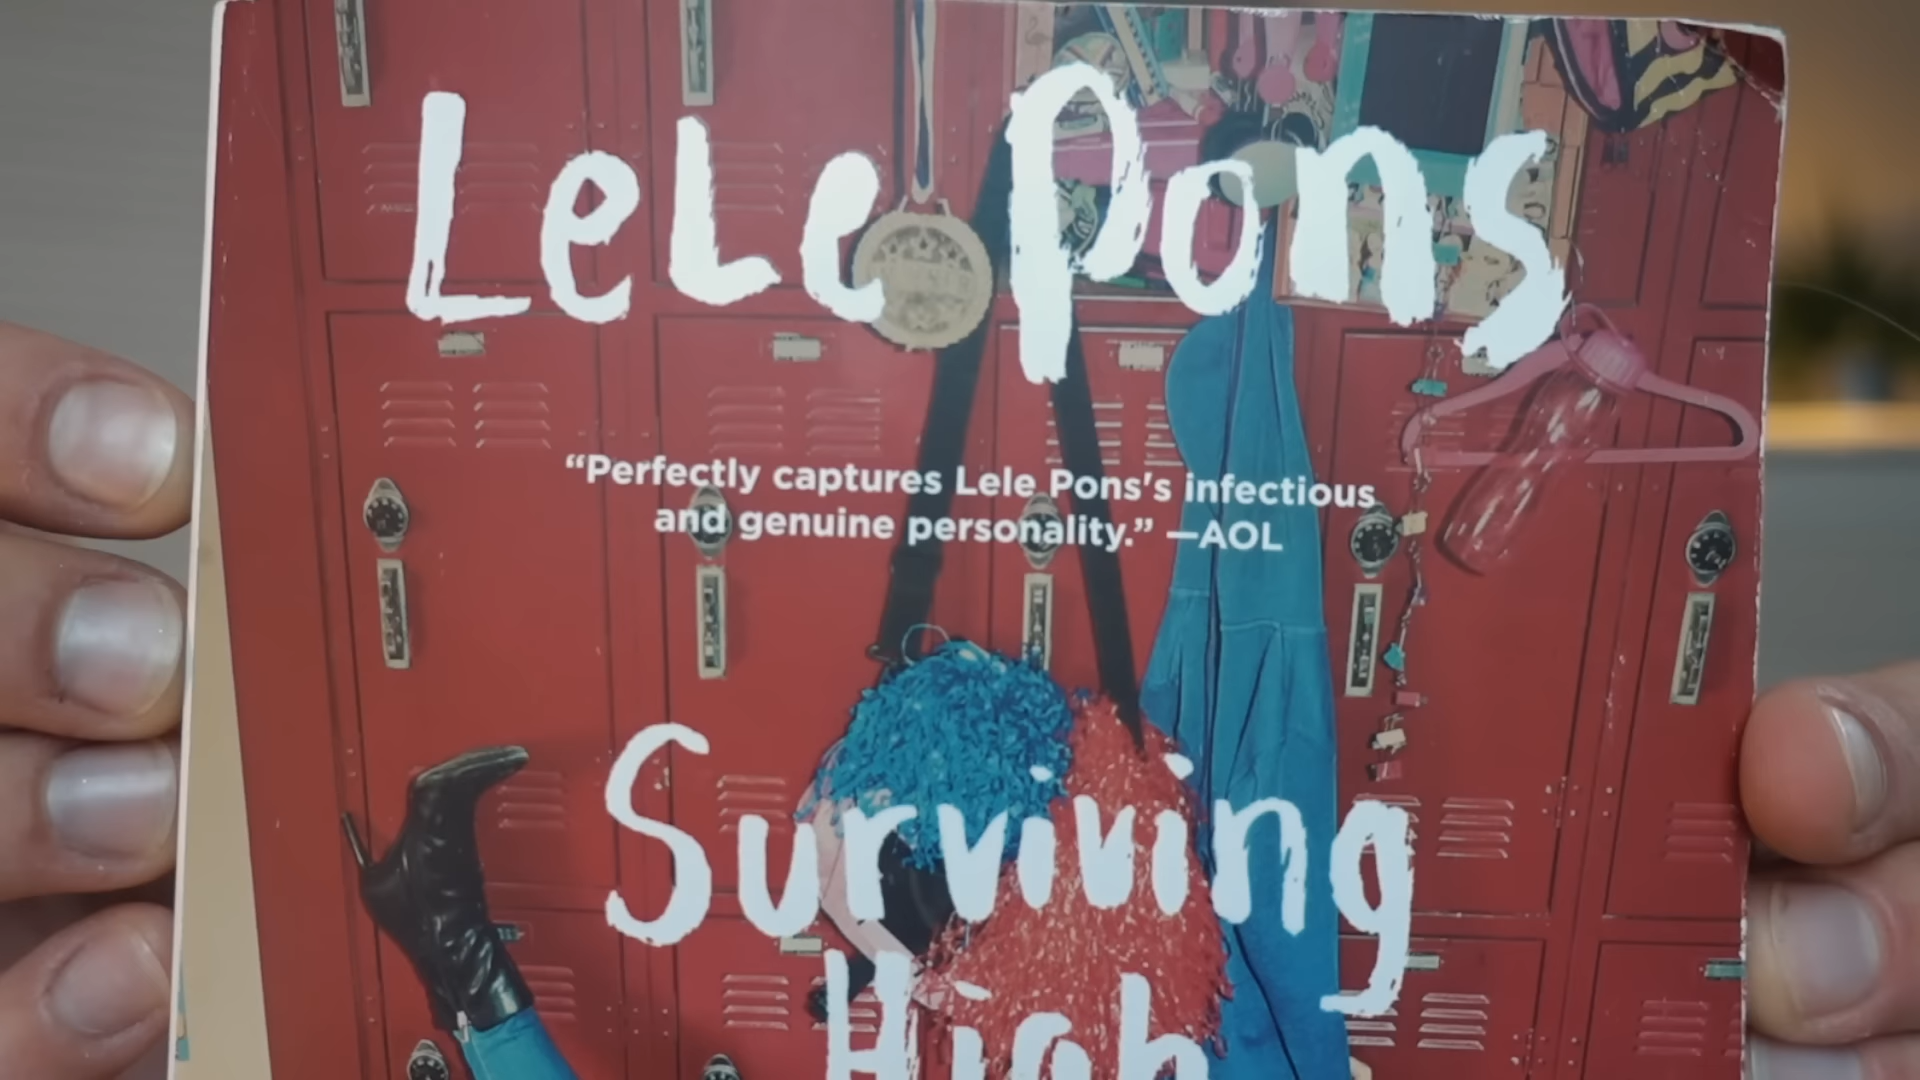 LeLe Pons
“Perfectly captures Lele Pons's infectious
and genuine personality.” —AOL
Surviving
High